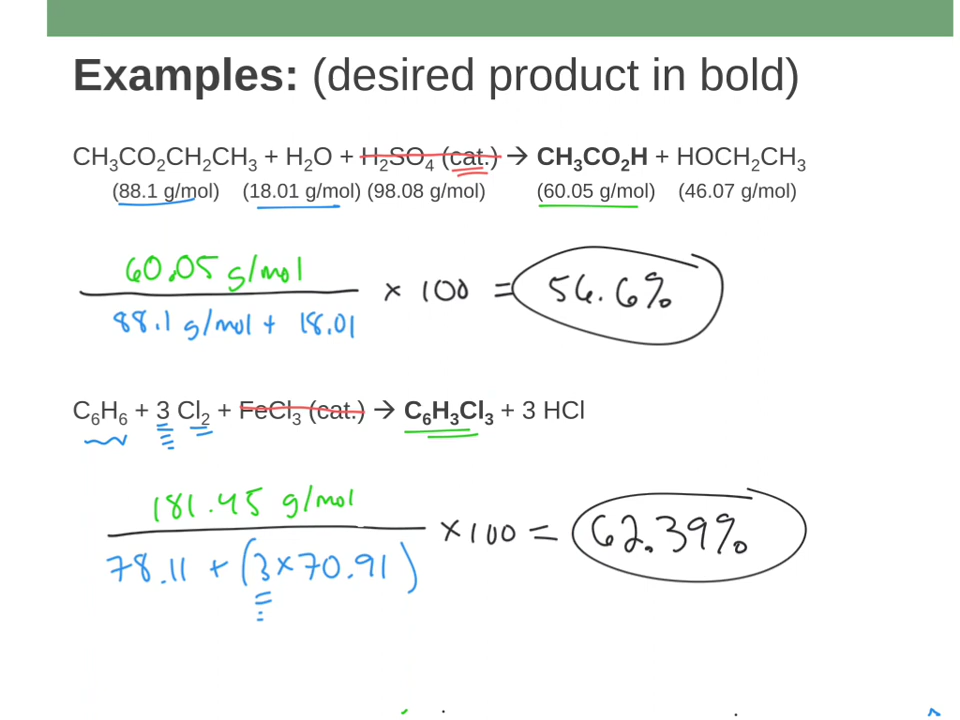 Examples: (desired product in bold)
CH₃CO₂CH₂CH₃ + H₂O + H₂SO₄ (cat.) → CH₃CO₂H + HOCH₂CH₃
(88.1 g/mol) (18.01 g/mol) (98.08 g/mol) (60.05 g/mol) (46.07 g/mol)
60.05 g/mol
× 100 = 56.6%
88.1 g/mol + 18.01
C₆H₆ + 3 Cl₂ + FeCl₃ (cat.) → C₆H₃Cl₃ + 3 HCl
181.45 g/mol
× 100 = 62.39%
78.11 + (3 × 70.91)